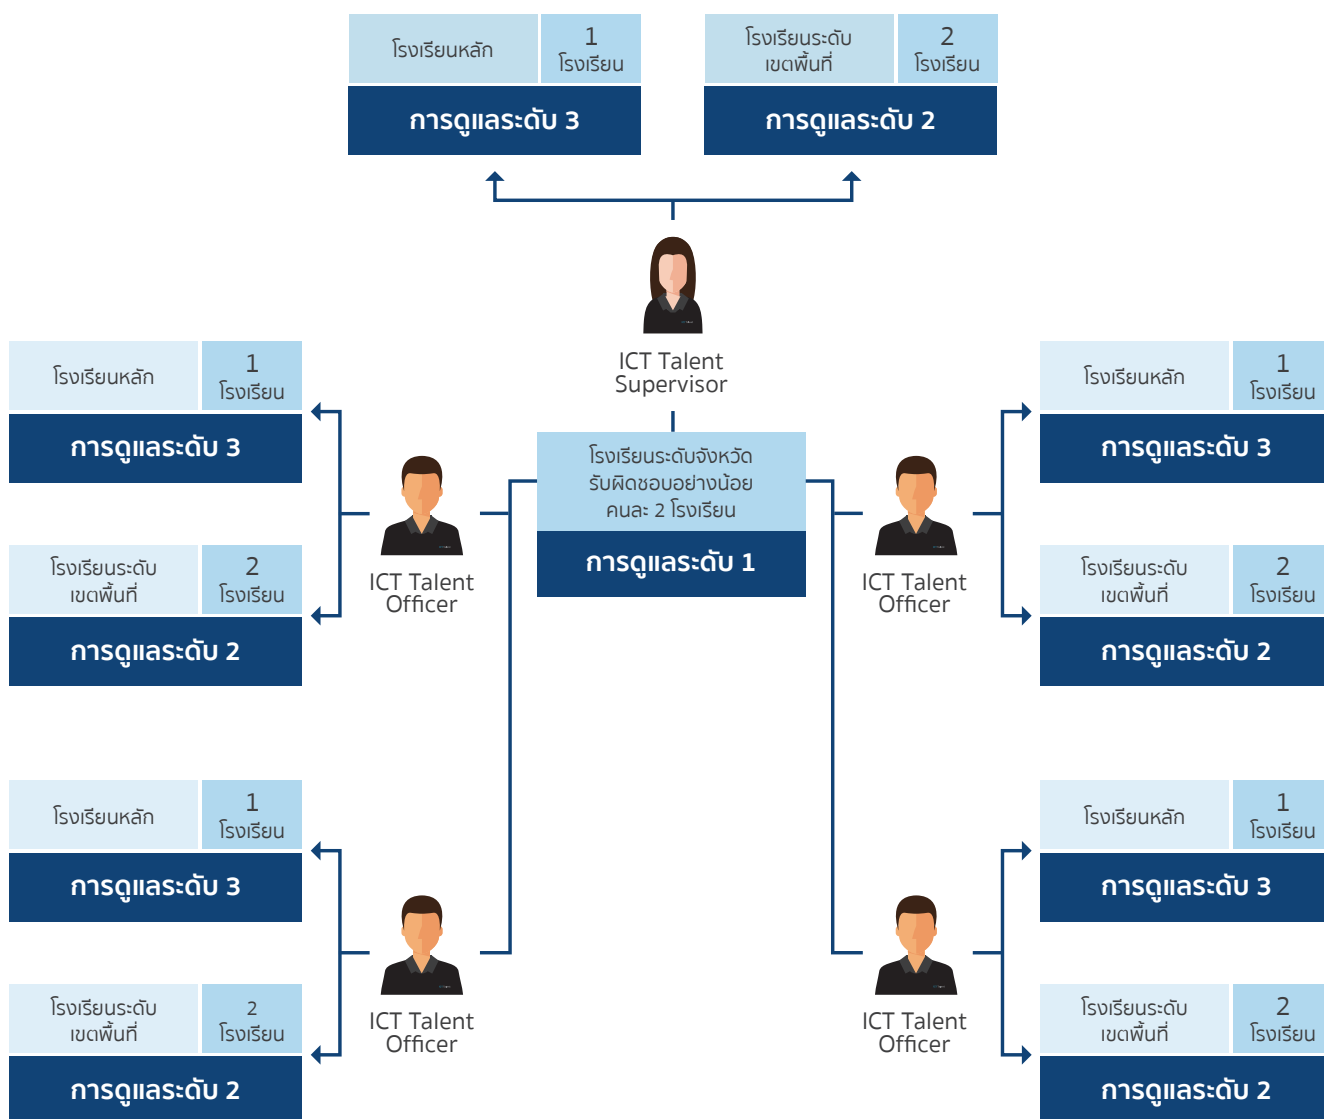 โรงเรียนหลัก
1
โรงเรียน
การดูแลระดับ 3
โรงเรียนระดับ
เขตพื้นที่
2
โรงเรียน
การดูแลระดับ 2
ICT Talent
Supervisor
โรงเรียนหลัก
1
โรงเรียน
การดูแลระดับ 3
โรงเรียนระดับ
เขตพื้นที่
2
โรงเรียน
การดูแลระดับ 2
ICT Talent
Officer
โรงเรียนระดับจังหวัด
รับผิดชอบอย่างน้อย
คนละ 2 โรงเรียน
การดูแลระดับ 1
ICT Talent
Officer
โรงเรียนหลัก
1
โรงเรียน
การดูแลระดับ 3
โรงเรียนระดับ
เขตพื้นที่
2
โรงเรียน
การดูแลระดับ 2
โรงเรียนหลัก
1
โรงเรียน
การดูแลระดับ 3
โรงเรียนระดับ
เขตพื้นที่
2
โรงเรียน
การดูแลระดับ 2
ICT Talent
Officer
ICT Talent
Officer
โรงเรียนหลัก
1
โรงเรียน
การดูแลระดับ 3
โรงเรียนระดับ
เขตพื้นที่
2
โรงเรียน
การดูแลระดับ 2